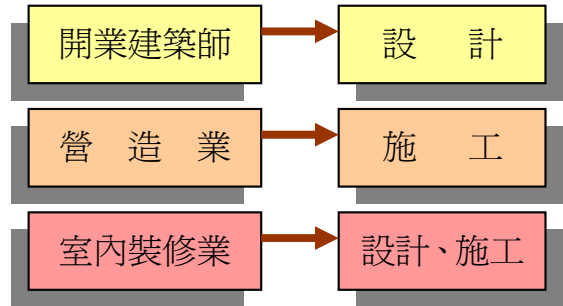 開業建築師 設 計
營 造 業 施 工
室內裝修業 設計、施工